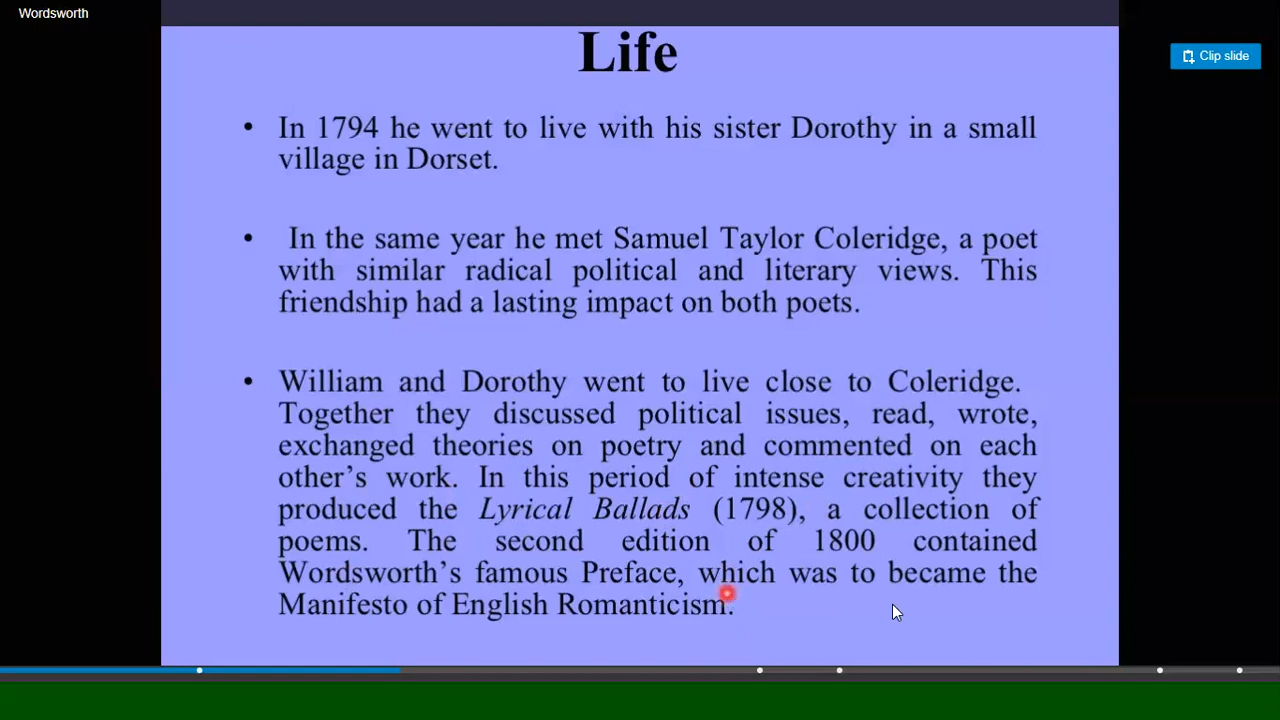 Wordsworth
Clip slide
Life
• In 1794 he went to live with his sister Dorothy in a small
village in Dorset.
• In the same year he met Samuel Taylor Coleridge, a poet
with similar radical political and literary views. This
friendship had a lasting impact on both poets.
• William and Dorothy went to live close to Coleridge.
Together they discussed political issues, read, wrote,
exchanged theories on poetry and commented on each
other’s work. In this period of intense creativity they
produced the Lyrical Ballads (1798), a collection of
poems. The second edition of 1800 contained
Wordsworth’s famous Preface, which was to became the
Manifesto of English Romanticism.